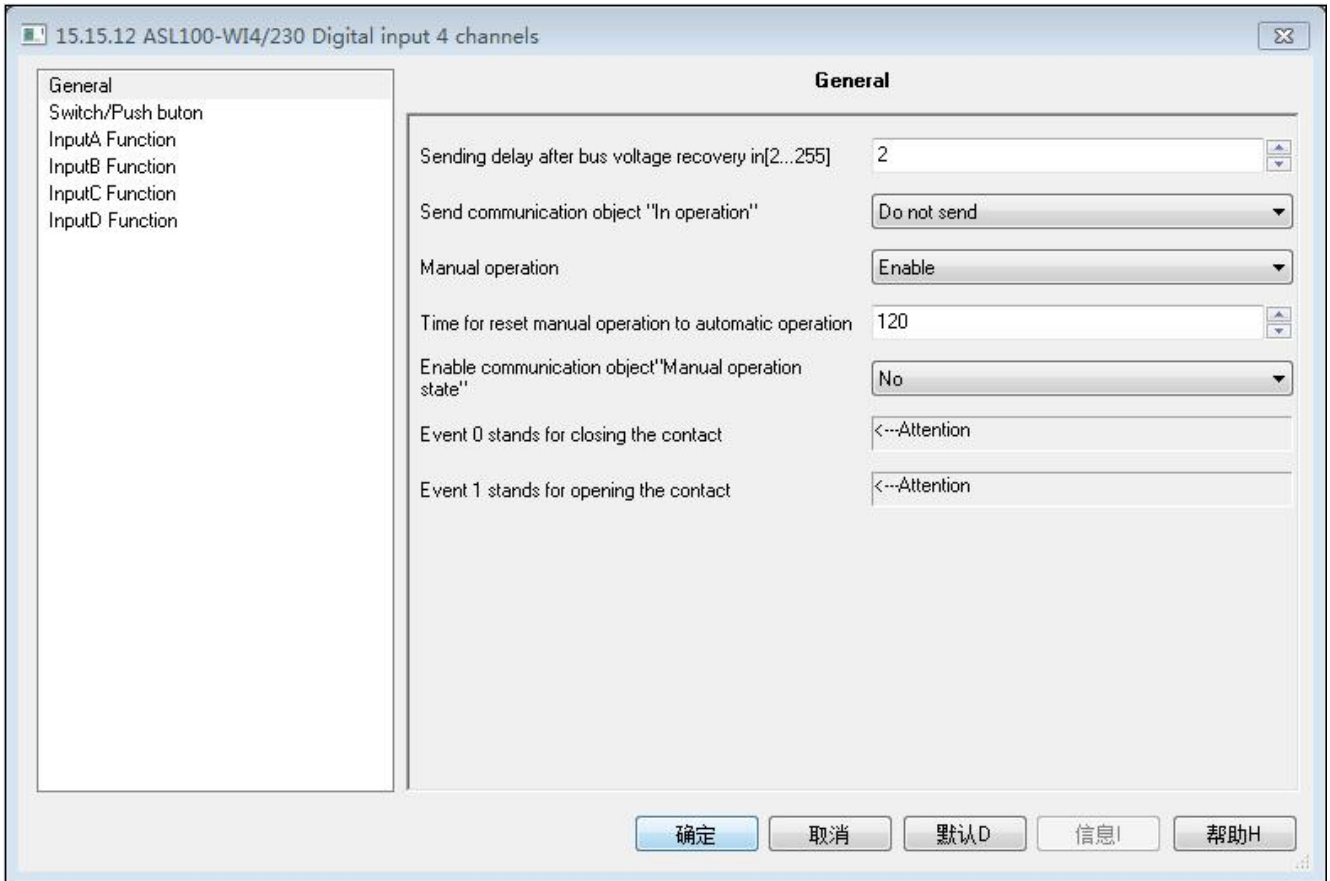 15.15.12 ASL100-WI4/230 Digital input 4 channels
General
Switch/Push buton
InputA Function
InputB Function
InputC Function
InputD Function
General
Sending delay after bus voltage recovery in[2...255]
2
Send communication object "In operation"
Do not send
Manual operation
Enable
Time for reset manual operation to automatic operation
120
Enable communication object"Manual operation
state"
No
Event 0 stands for closing the contact
<---Attention
Event 1 stands for opening the contact
<---Attention
确定
取消
默认D
信息I
帮助H